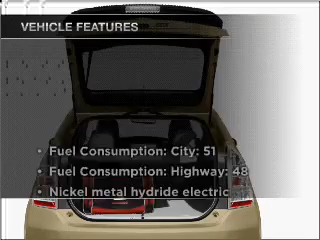 VEHICLE FEATURES
• Fuel Consumption: City: 51
• Fuel Consumption: Highway: 48
• Nickel metal hydride electric